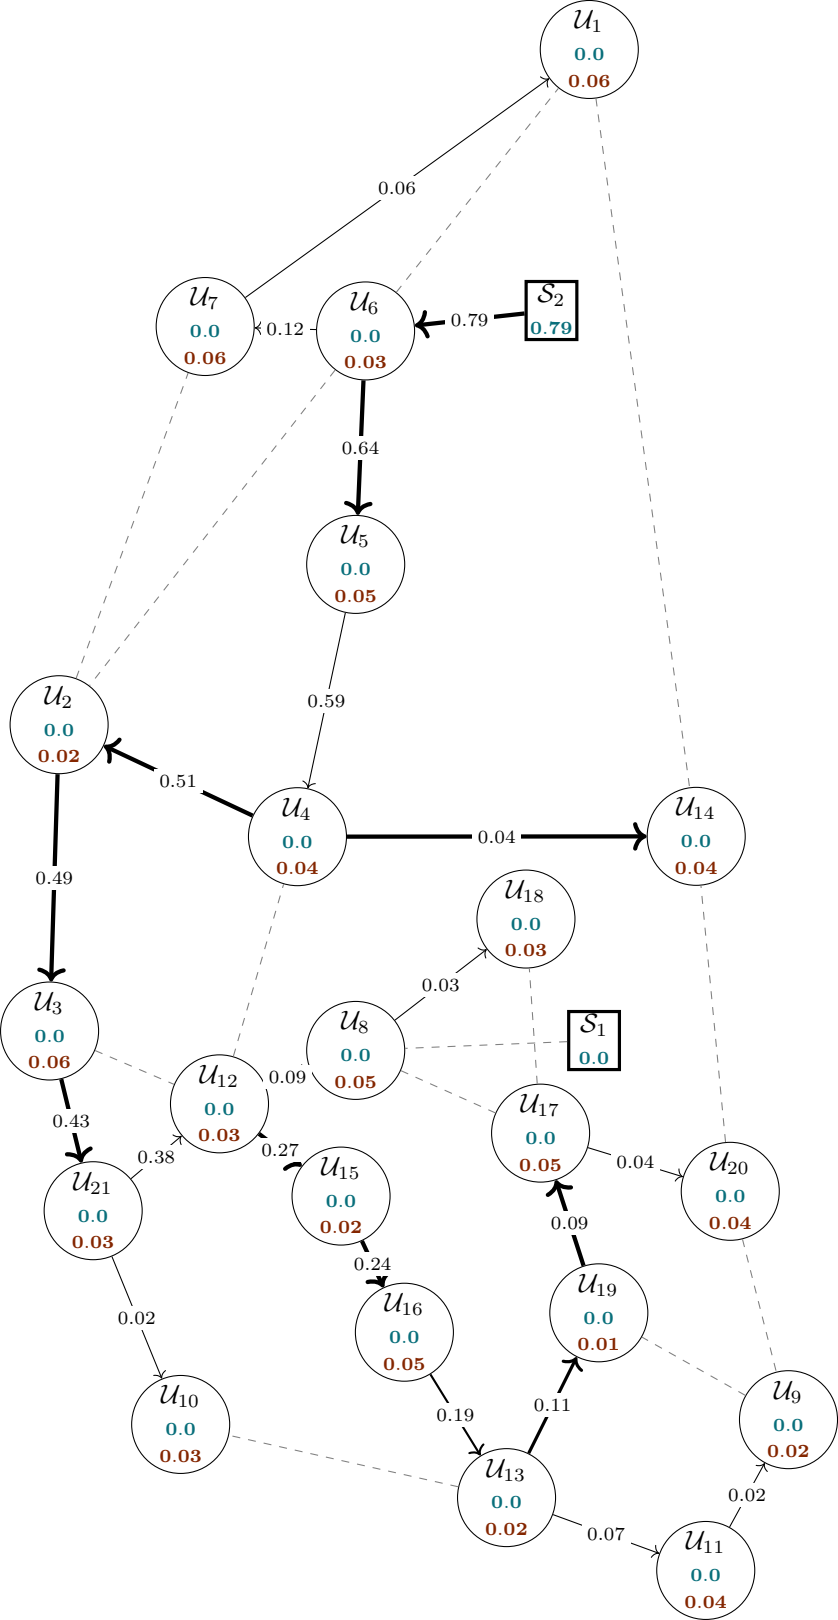 𝒰₁
0.0
0.06
0.06
𝒰₇
0.0
0.06
0.12
𝒰₆
0.0
0.03
0.79
𝒮₂
0.79
0.64
𝒰₅
0.0
0.05
0.59
𝒰₂
0.0
0.02
0.51
𝒰₄
0.0
0.04
0.04
𝒰₁₄
0.0
0.04
0.49
𝒰₁₈
0.0
0.03
0.03
𝒰₃
0.0
0.06
𝒰₈
0.0
0.05
𝒮₁
0.0
𝒰₁₂
0.0
0.03
0.09
𝒰₁₇
0.0
0.05
0.43
0.38
0.27
0.04
𝒰₂₁
0.0
0.03
𝒰₁₅
0.0
0.02
𝒰₂₀
0.0
0.04
0.09
0.24
𝒰₁₆
0.0
0.05
𝒰₁₉
0.0
0.01
0.02
𝒰₁₀
0.0
0.03
0.19
0.11
𝒰₉
0.0
0.02
𝒰₁₃
0.0
0.02
0.07
0.02
𝒰₁₁
0.0
0.04